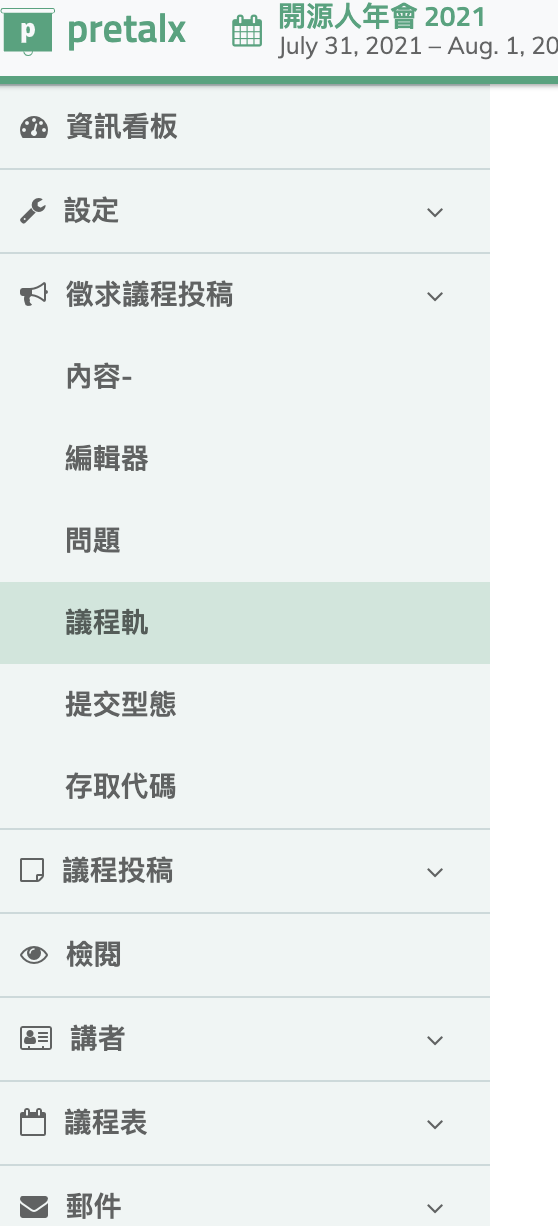 p pretalx
開源人年會 2021
July 31, 2021 – Aug. 1, 20
資訊看板
設定
徵求議程投稿
內容-
編輯器
問題
議程軌
提交型態
存取代碼
議程投稿
檢閱
講者
議程表
郵件